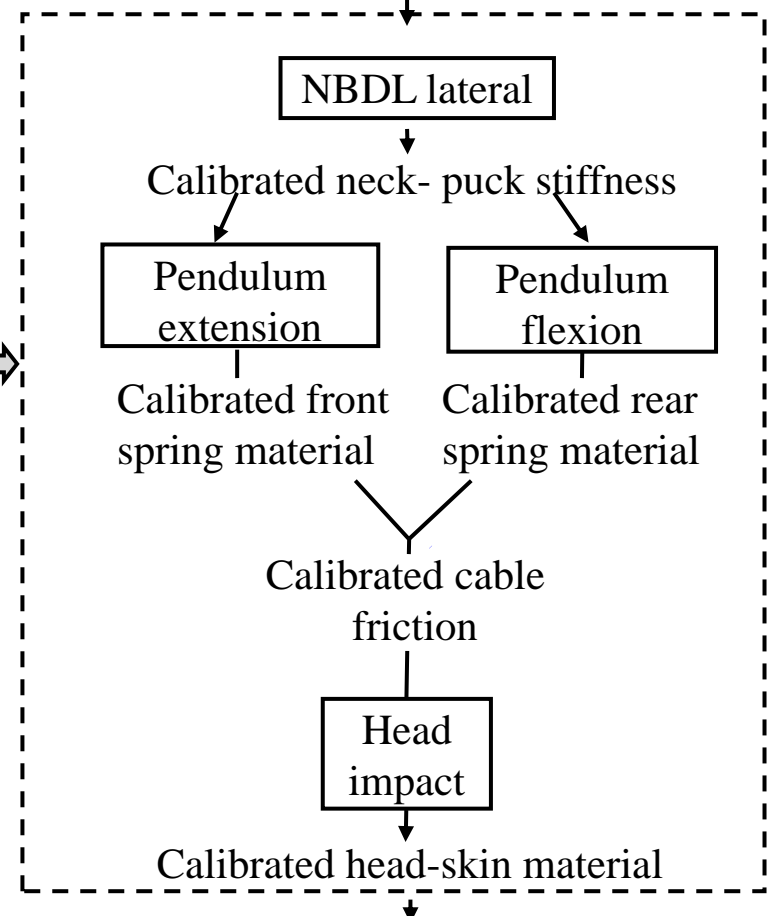 NBDL lateral
Calibrated neck- puck stiffness
Pendulum
extension
Pendulum
flexion
Calibrated front
spring material
Calibrated rear
spring material
Calibrated cable
friction
Head
impact
Calibrated head-skin material